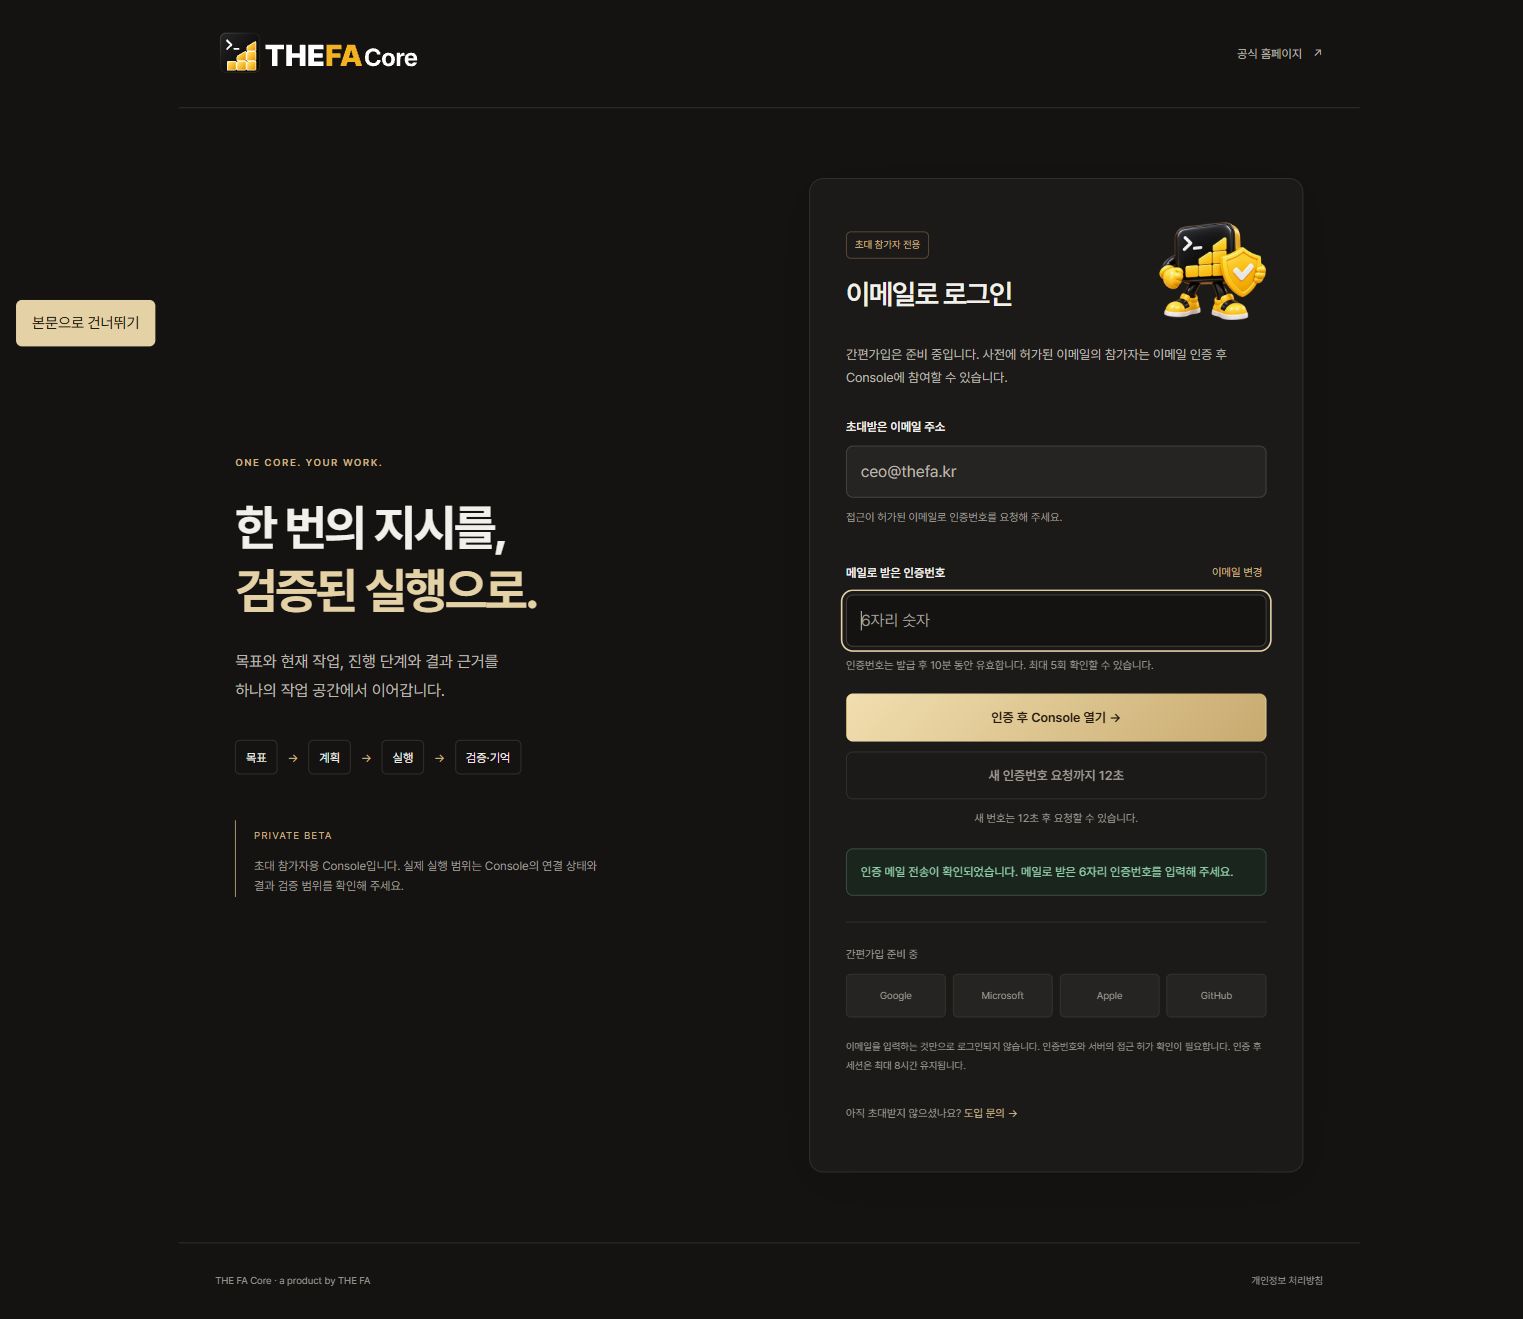 THEFA Core
공식 홈페이지 ↗
본문으로 건너뛰기
ONE CORE. YOUR WORK.
한 번의 지시를,
검증된 실행으로.
목표와 현재 작업, 진행 단계와 결과 근거를
하나의 작업 공간에서 이어갑니다.
목표 → 계획 → 실행 → 검증·기억
PRIVATE BETA
초대 참가자용 Console입니다. 실제 실행 범위는 Console의 연결 상태와
결과 검증 범위를 확인해 주세요.
초대 참가자 전용
이메일로 로그인
간편가입은 준비 중입니다. 사전에 허가된 이메일의 참가자는 이메일 인증 후
Console에 참여할 수 있습니다.
초대받은 이메일 주소
ceo@thefa.kr
접근이 허가된 이메일로 인증번호를 요청해 주세요.
메일로 받은 인증번호 이메일 변경
6자리 숫자
인증번호는 발급 후 10분 동안 유효합니다. 최대 5회 확인할 수 있습니다.
인증 후 Console 열기 →
새 인증번호 요청까지 12초
새 번호는 12초 후 요청할 수 있습니다.
인증 메일 전송이 확인되었습니다. 메일로 받은 6자리 인증번호를 입력해 주세요.
간편가입 준비 중
Google Microsoft Apple GitHub
이메일을 입력하는 것만으로 로그인되지 않습니다. 인증번호와 서버의 접근 허가 확인이 필요합니다. 인증 후
세션은 최대 8시간 유지됩니다.
아직 초대받지 않으셨나요? 도입 문의 →
THE FA Core · a product by THE FA
개인정보 처리방침